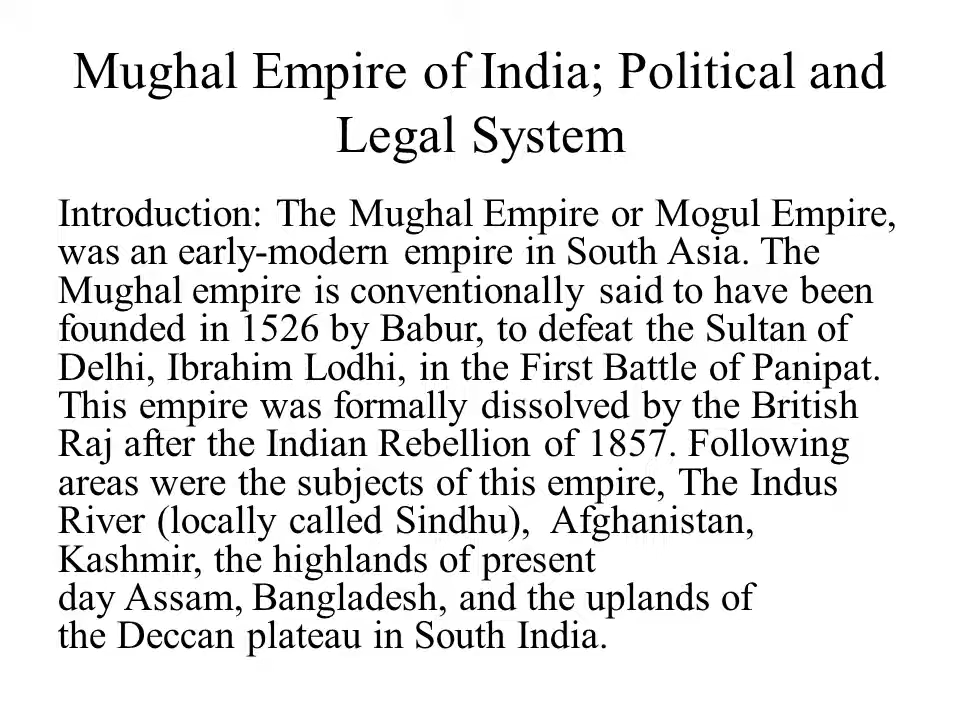 Mughal Empire of India; Political and
Legal System
Introduction: The Mughal Empire or Mogul Empire,
was an early-modern empire in South Asia. The
Mughal empire is conventionally said to have been
founded in 1526 by Babur, to defeat the Sultan of
Delhi, Ibrahim Lodhi, in the First Battle of Panipat.
This empire was formally dissolved by the British
Raj after the Indian Rebellion of 1857. Following
areas were the subjects of this empire, The Indus
River (locally called Sindhu), Afghanistan,
Kashmir, the highlands of present
day Assam, Bangladesh, and the uplands of
the Deccan plateau in South India.